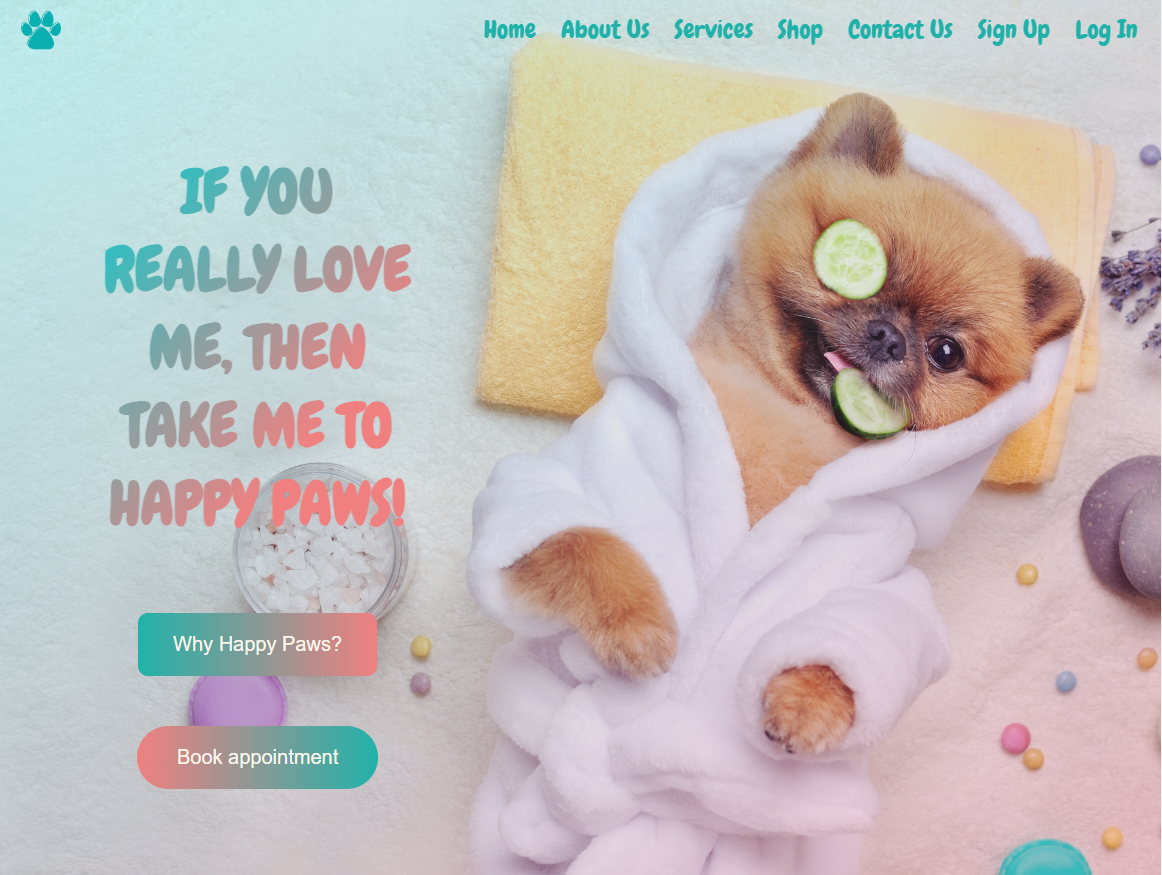 Home About Us Services Shop Contact Us Sign Up Log In
IF YOU
REALLY LOVE
ME, THEN
TAKE ME TO
HAPPY PAWS!
Why Happy Paws?
Book appointment